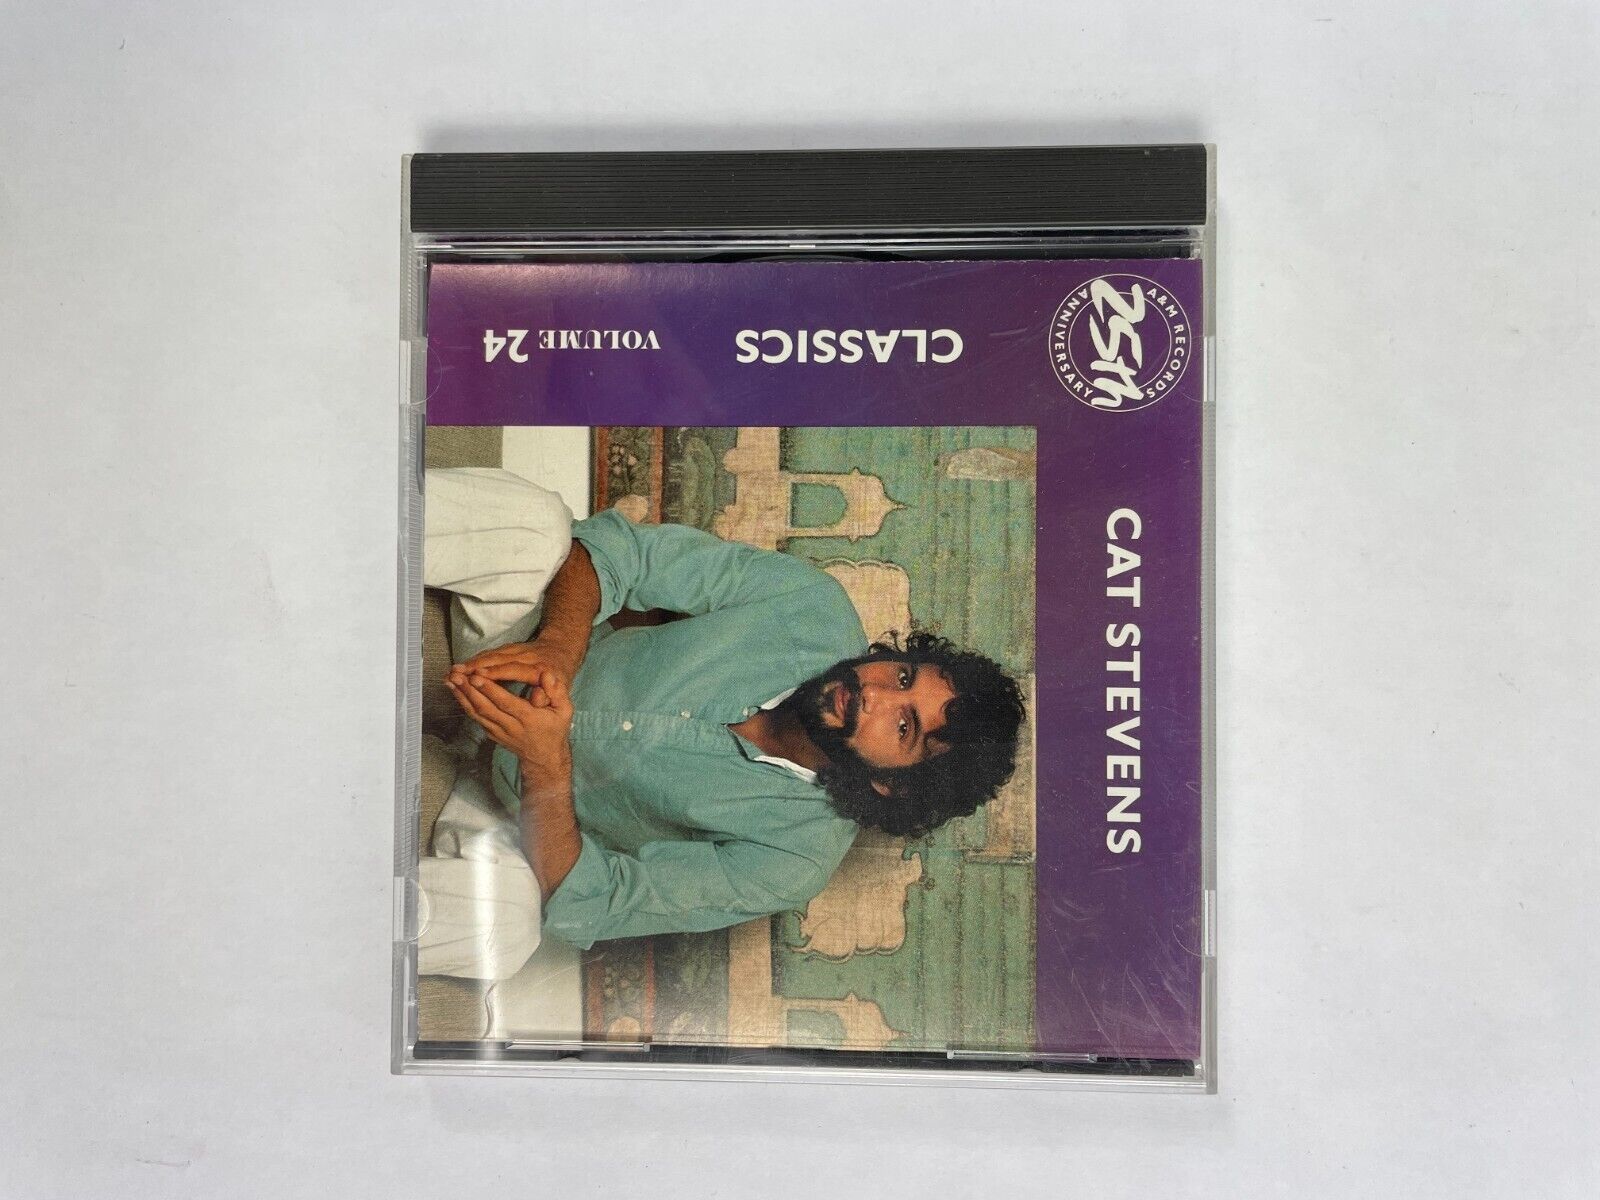 A&M RECORDS
25th
ANNIVERSARY
CAT STEVENS
CLASSICS
VOLUME 24